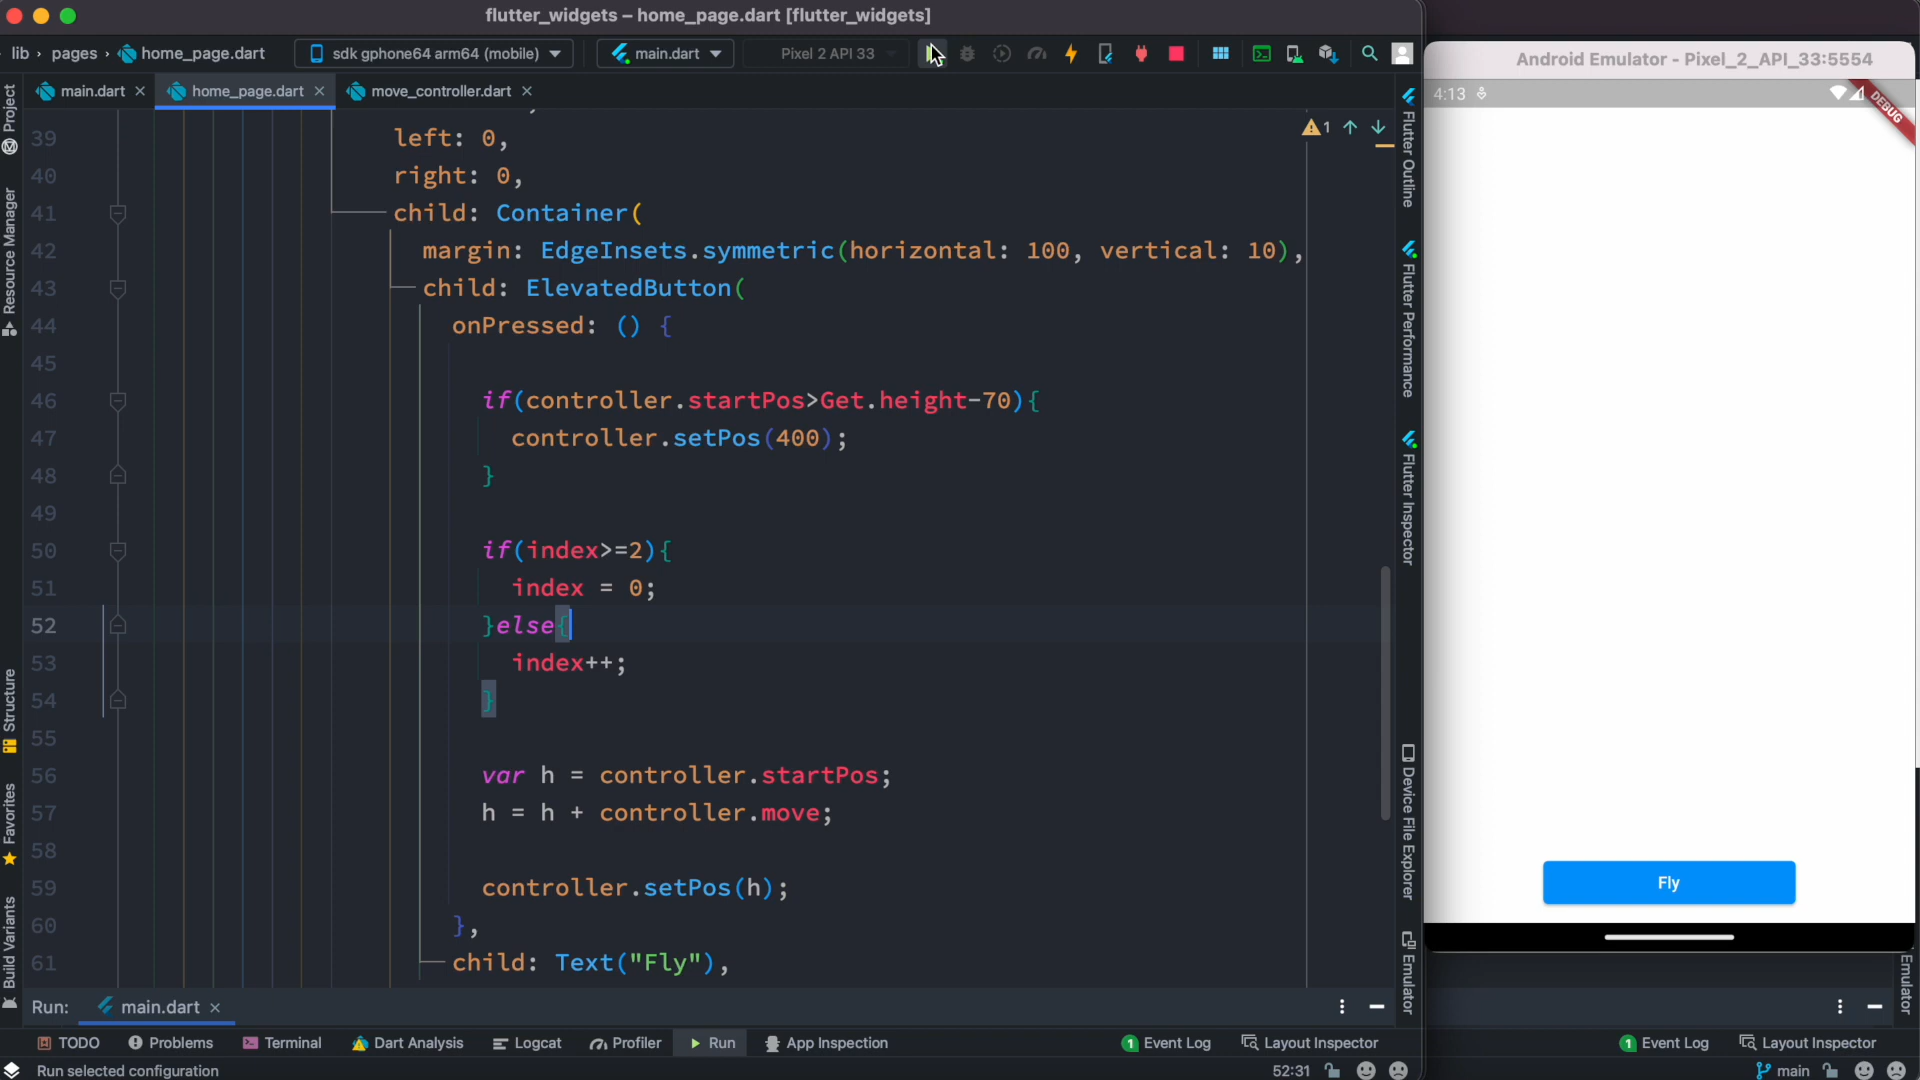 flutter_widgets – home_page.dart [flutter_widgets]
lib › pages › home_page.dart
sdk gphone64 arm64 (mobile)
main.dart
Pixel 2 API 33
main.dart
home_page.dart
move_controller.dart
1
39 left: 0,
40 right: 0,
41 child: Container(
42 margin: EdgeInsets.symmetric(horizontal: 100, vertical: 10),
43 child: ElevatedButton(
44 onPressed: () {
45
46 if(controller.startPos>Get.height-70){
47 controller.setPos(400);
48 }
49
50 if(index>=2){
51 index = 0;
52 }else{
53 index++;
54 }
55
56 var h = controller.startPos;
57 h = h + controller.move;
58
59 controller.setPos(h);
60 },
61 child: Text("Fly"),
Project
Resource Manager
Structure
Favorites
Build Variants
Flutter Outline
Flutter Performance
Flutter Inspector
Device File Explorer
Emulator
Android Emulator - Pixel_2_API_33:5554
4:13
DEBUG
Fly
Emulator
Run: main.dart
TODO
Problems
Terminal
Dart Analysis
Logcat
Profiler
Run
App Inspection
1 Event Log
Layout Inspector
1 Event Log
Layout Inspector
Run selected configuration
52:31
main